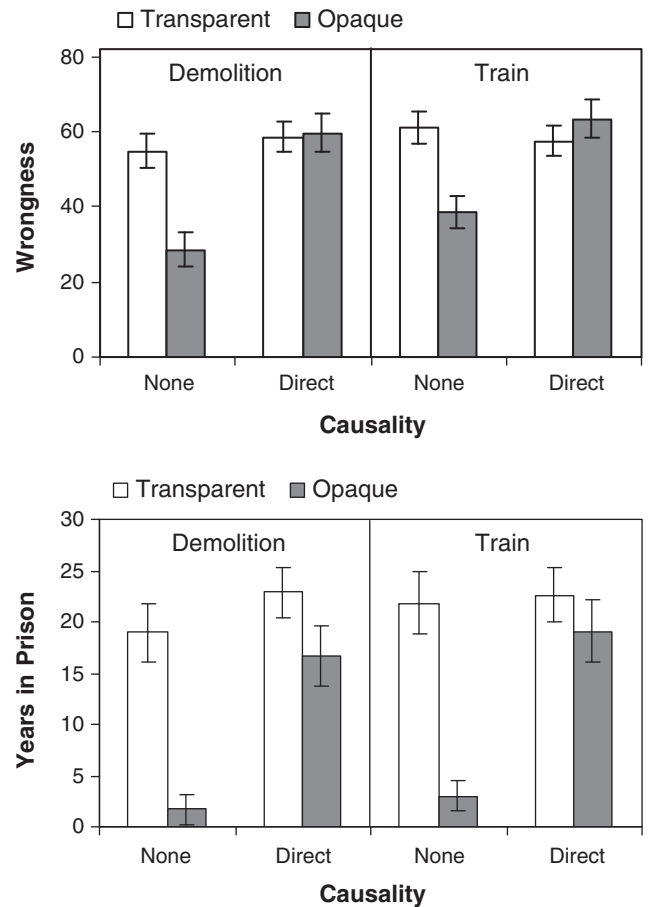 Transparent Opaque
Demolition Train
80
60
40
20
0
Wrongness
None Direct None Direct
Causality
Transparent Opaque
Demolition Train
30
25
20
15
10
5
0
Years in Prison
None Direct None Direct
Causality